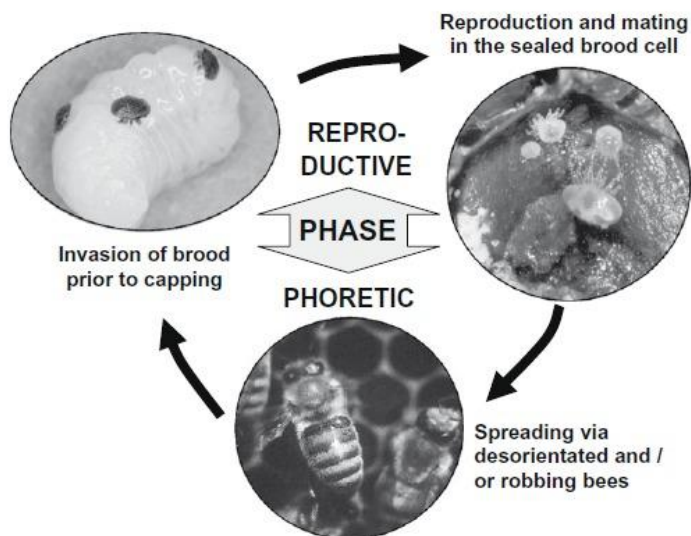 Reproduction and mating
in the sealed brood cell
REPRO-
DUCTIVE
PHASE
Invasion of brood
prior to capping
PHORETIC
Spreading via
desorientated and /
or robbing bees